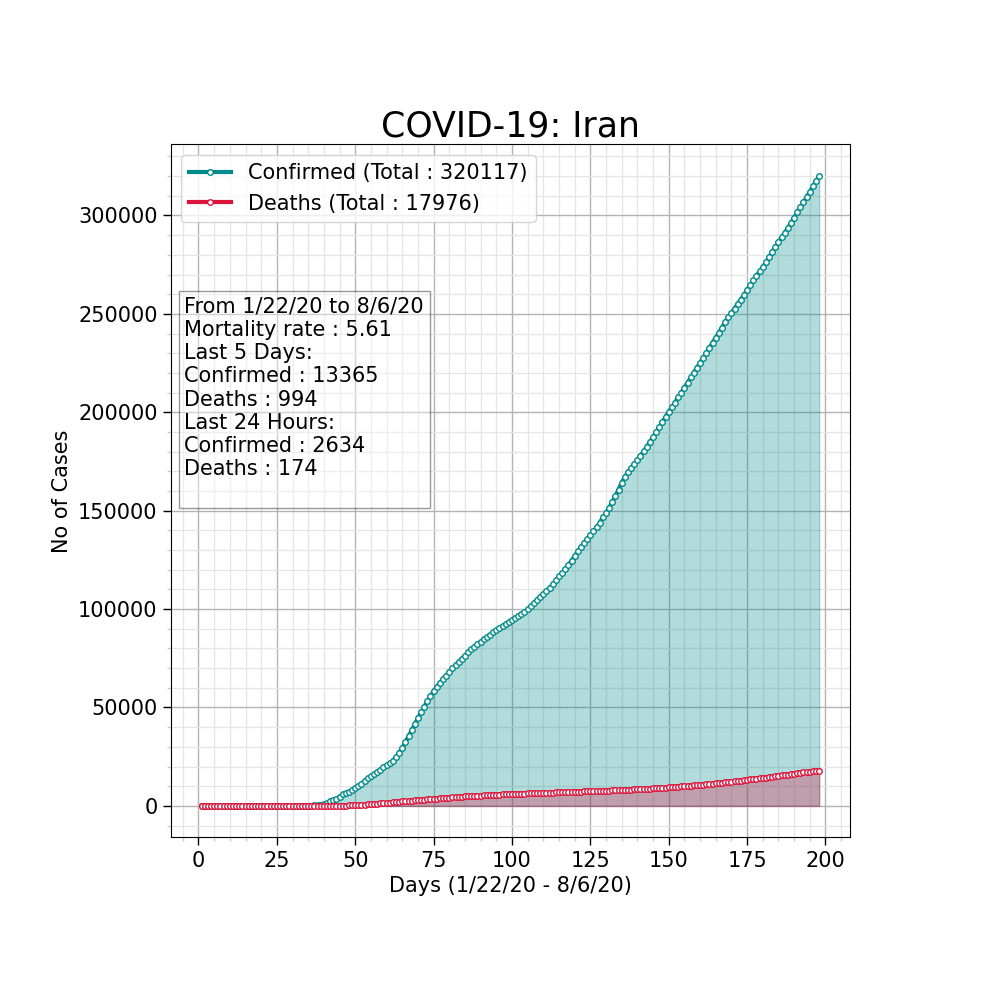 COVID-19: Iran
Confirmed (Total : 320117)
Deaths (Total : 17976)
From 1/22/20 to 8/6/20
Mortality rate : 5.61
Last 5 Days:
Confirmed : 13365
Deaths : 994
Last 24 Hours:
Confirmed : 2634
Deaths : 174
No of Cases
300000
250000
200000
150000
100000
50000
0
0 25 50 75 100 125 150 175 200
Days (1/22/20 - 8/6/20)